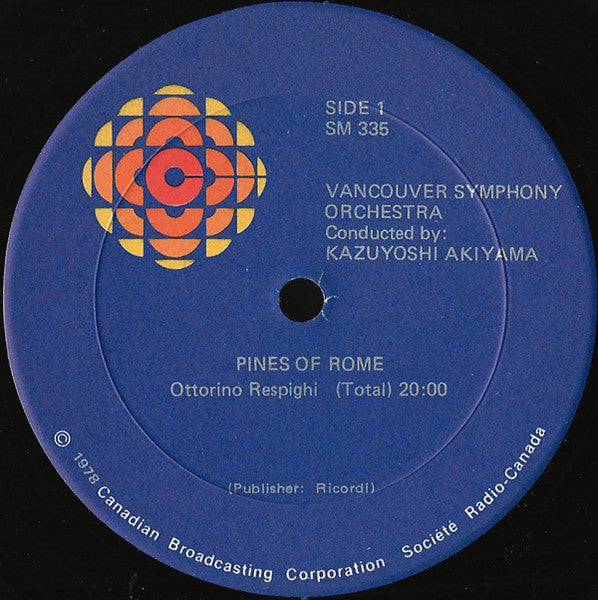 SIDE 1
SM 335
VANCOUVER SYMPHONY
ORCHESTRA
Conducted by:
KAZUYOSHI AKIYAMA
PINES OF ROME
Ottorino Respighi (Total) 20:00
(Publisher: Ricordi)
© 1978 Canadian Broadcasting Corporation Société Radio-Canada